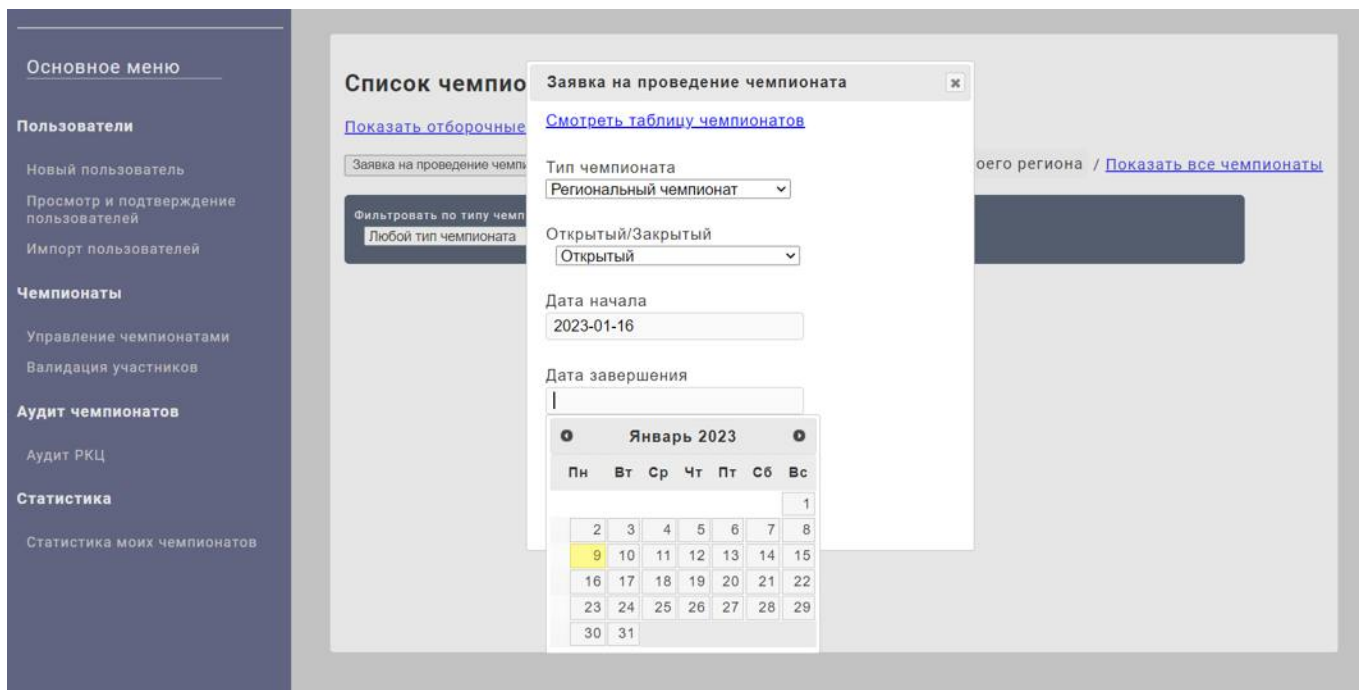 Основное меню
Пользователи
Новый пользователь
Просмотр и подтверждение
пользователей
Импорт пользователей
Чемпионаты
Управление чемпионатами
Валидация участников
Аудит чемпионатов
Аудит РКЦ
Статистика
Статистика моих чемпионатов
Список чемпио
Показать отборочные
Заявка на проведение чемпи
оего региона / Показать все чемпионаты
Фильтровать по типу чемп
Любой тип чемпионата
Заявка на проведение чемпионата
Смотреть таблицу чемпионатов
Тип чемпионата
Региональный чемпионат
Открытый/Закрытый
Открытый
Дата начала
2023-01-16
Дата завершения
Январь 2023
Пн Вт Ср Чт Пт Сб Вс
1
2 3 4 5 6 7 8
9 10 11 12 13 14 15
16 17 18 19 20 21 22
23 24 25 26 27 28 29
30 31